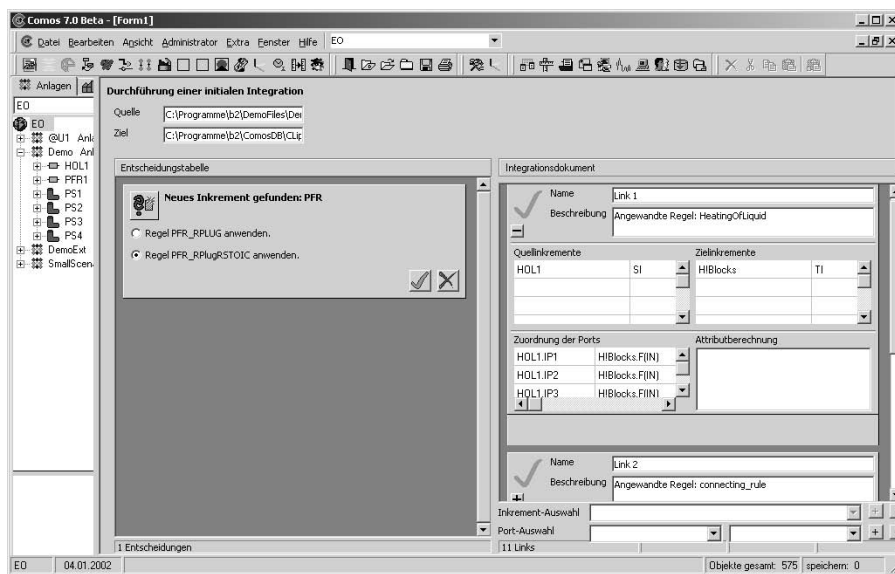 Comos 7.0 Beta - [Form1]
Datei Bearbeiten Ansicht Administrator Extra Fenster Hilfe EO
Anlagen
EO
EO
@U1 Anl
Demo Anl
HOL1
PFR1
PS1
PS2
PS3
PS4
DemoExt
SmallScen
Durchführung einer initialen Integration
Quelle C:\Programme\b2\DemoFiles\De
Ziel C:\Programme\b2\ComosDB\CLip
Entscheidungstabelle
Neues Inkrement gefunden: PFR
Regel PFR_RPLUG anwenden.
Regel PFR_RPlugRSTOIC anwenden.
1 Entscheidungen
Integrationsdokument
Name Link 1
Beschreibung Angewandte Regel: HeatingOfLiquid
Quellinkremente Zielinkremente
HOL1 SI H!Blocks TI
Zuordnung der Ports Attributberechnung
HOL1.IP1 H!Blocks.F(IN)
HOL1.IP2 H!Blocks.F(IN)
HOL1.IP3 H!Blocks.F(IN)
Name Link 2
Beschreibung Angewandte Regel: connecting_rule
Inkrement-Auswahl
Port-Auswahl
11 Links
EO 04.01.2002 Objekte gesamt: 575 speichern: 0